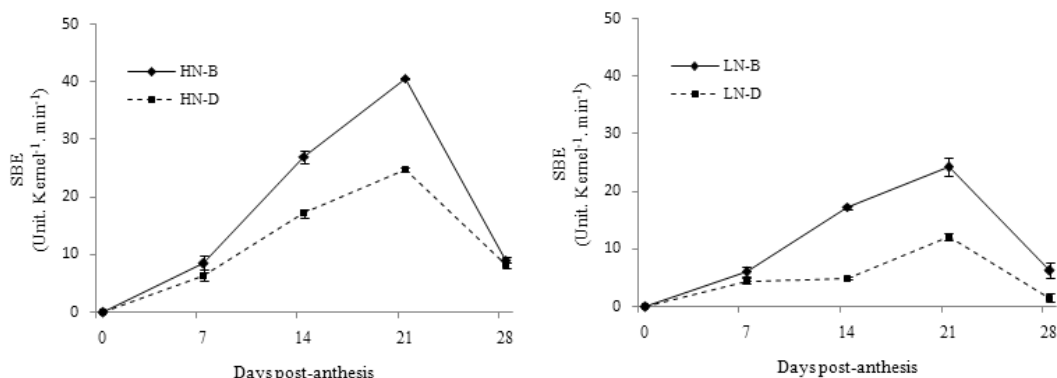 50
40
30
20
10
0
SBE
(Unit. Kernel⁻¹. min⁻¹)
HN-B
HN-D
0 7 14 21 28
Days post-anthesis
50
40
30
20
10
0
SBE
(Unit. Kernel⁻¹. min⁻¹)
LN-B
LN-D
0 7 14 21 28
Days post-anthesis